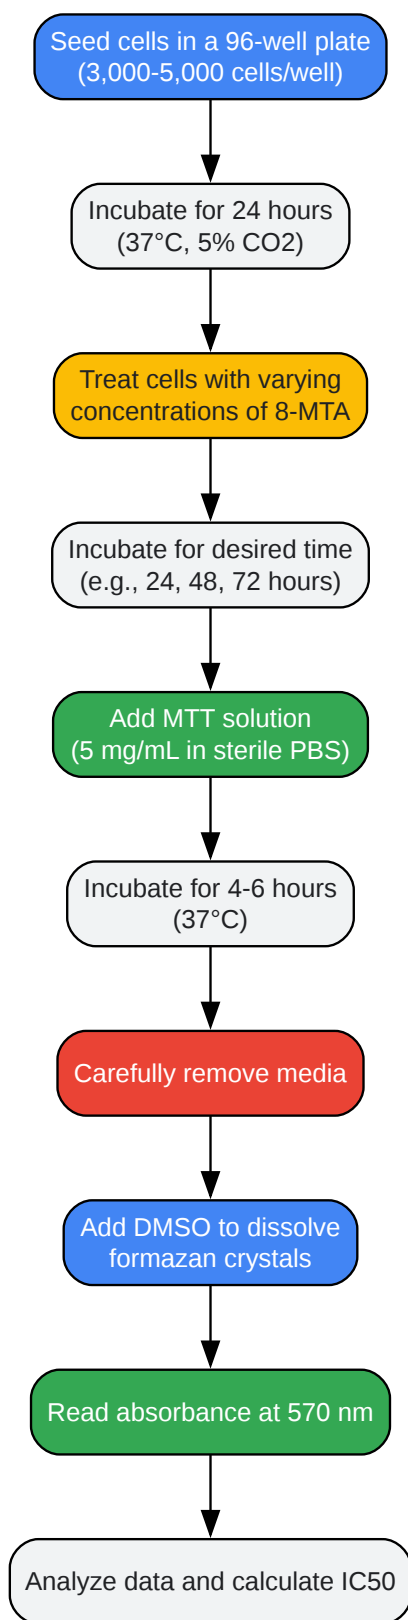 Seed cells in a 96-well plate
(3,000-5,000 cells/well)
Incubate for 24 hours
(37°C, 5% CO2)
Treat cells with varying
concentrations of 8-MTA
Incubate for desired time
(e.g., 24, 48, 72 hours)
Add MTT solution
(5 mg/mL in sterile PBS)
Incubate for 4-6 hours
(37°C)
Carefully remove media
Add DMSO to dissolve
formazan crystals
Read absorbance at 570 nm
Analyze data and calculate IC50